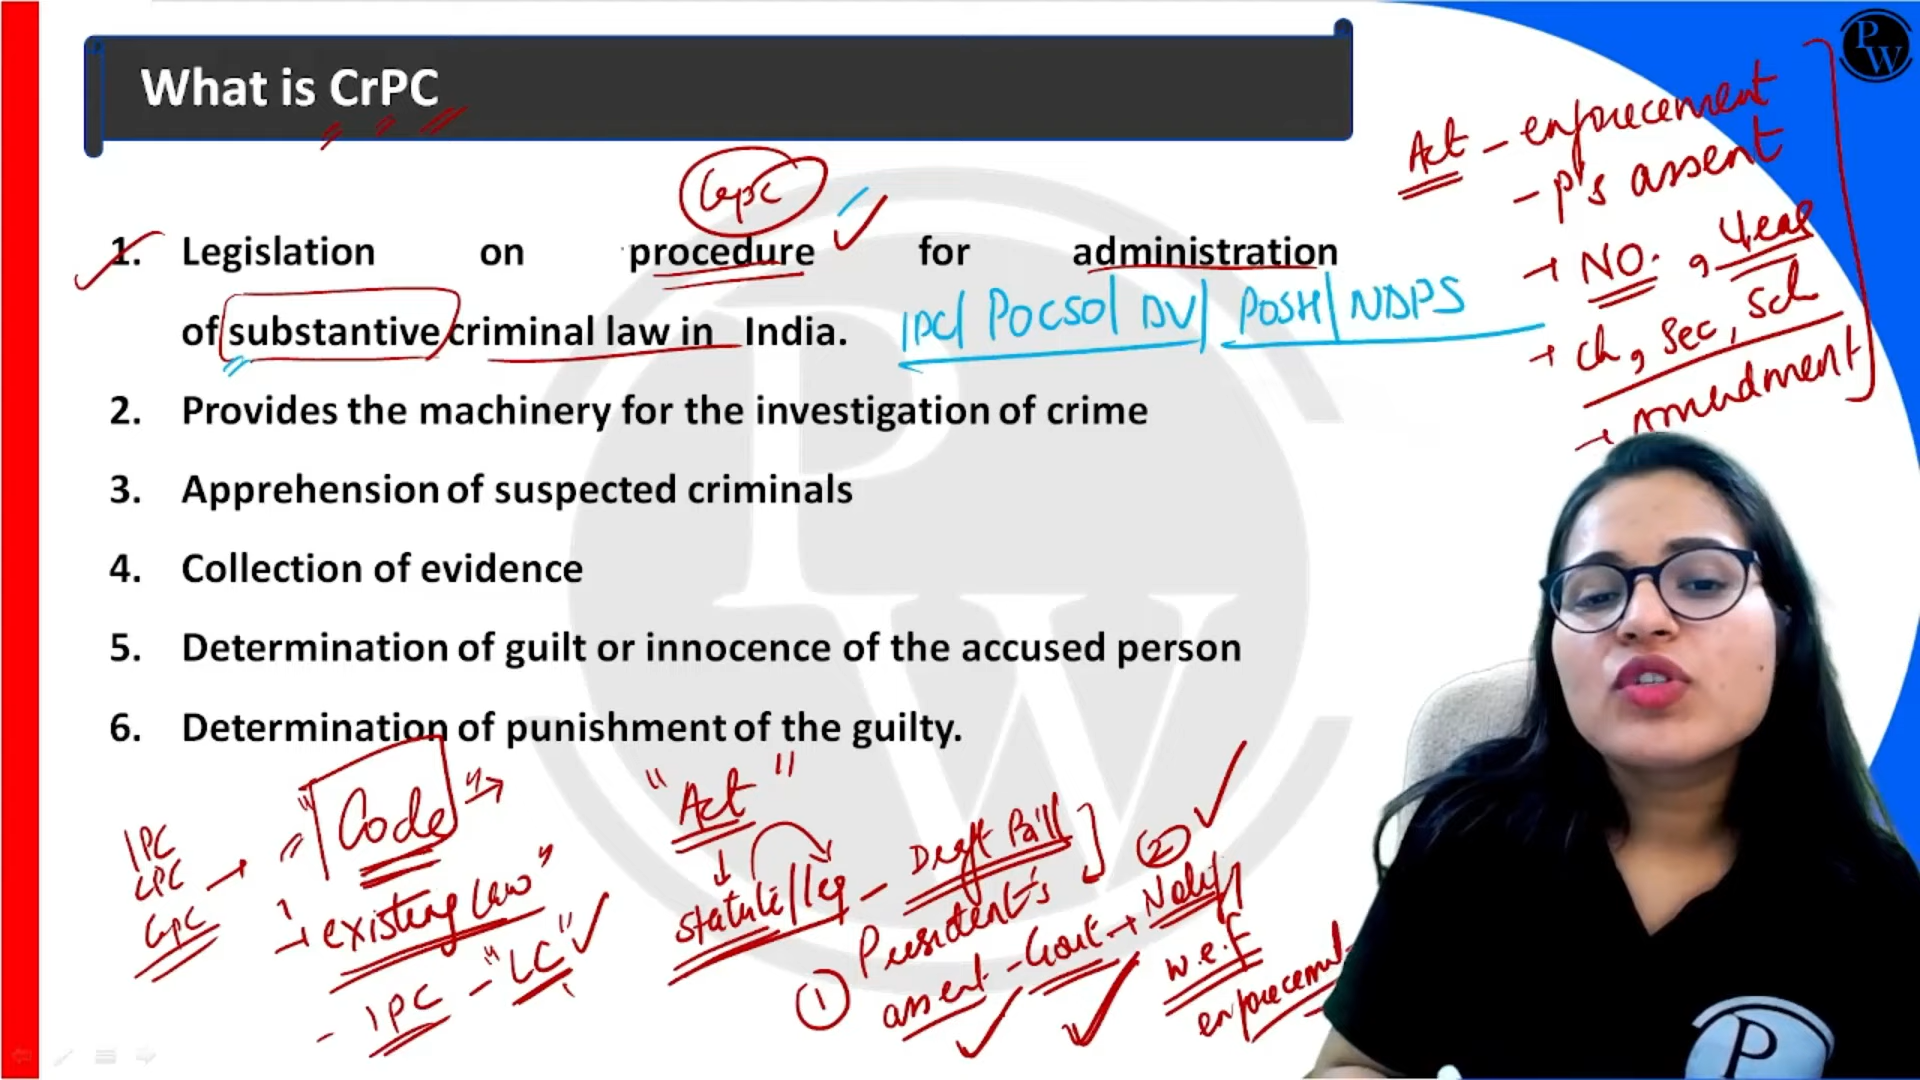 What is CrPC
PW
Act - enforcement
- P's assent
→ NO. , Year
→ Ch, Sec, Sch
→ Amendment
CrPC
1. Legislation on procedure for administration
of substantive criminal law in India.
IPC/ POCSO/ DV/ POSH/ NDPS
2. Provides the machinery for the investigation of crime
3. Apprehension of suspected criminals
4. Collection of evidence
5. Determination of guilt or innocence of the accused person
6. Determination of punishment of the guilty.
IPC
CPC
CrPC →
"Code" →
→ existing law"
- IPC - "LC"
"Act"
↓
statute/leg - Draft Bill]
① President's
assent - Govt → Notify
②
w.e.f
enforcement
PW
P